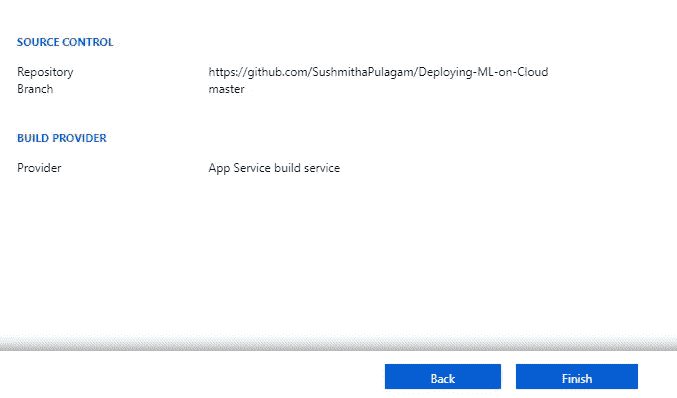 SOURCE CONTROL
Repository https://github.com/SushmithaPulagam/Deploying-ML-on-Cloud
Branch master
BUILD PROVIDER
Provider App Service build service
Back Finish